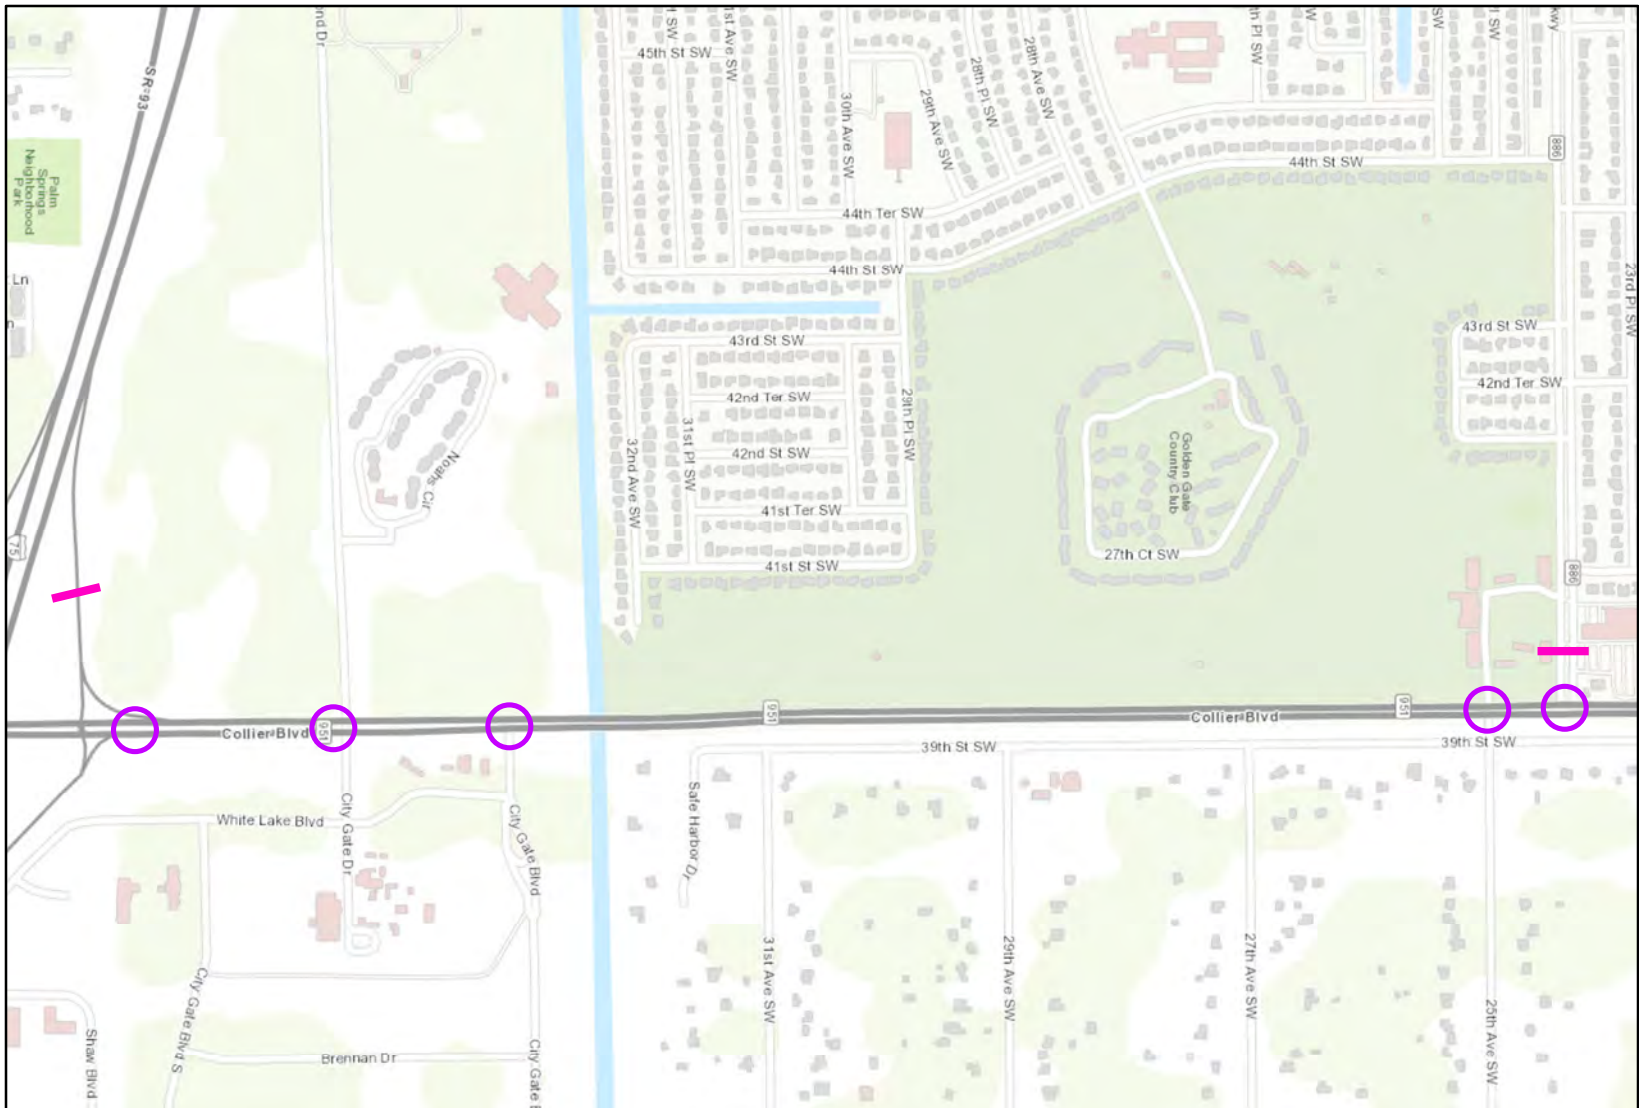 SR-93
45th St SW
30th Ave SW
29th Ave SW
28th Pl SW
28th Ave SW
886
44th St SW
Palm
Springs
Neighborhood
Park
44th Ter SW
44th St SW
Ln
23rd Pl SW
43rd St SW
43rd St SW
42nd Ter SW
42nd Ter SW
29th Pl SW
31st Pl SW
32nd Ave SW
42nd St SW
Noahs Cir
Golden Gate
Country Club
41st Ter SW
75
27th Ct SW
41st St SW
886
951
951
951
Collier Blvd
Collier Blvd
39th St SW
39th St SW
White Lake Blvd
City Gate Dr
City Gate Blvd
Safe Harbor Dr
31st Ave SW
29th Ave SW
27th Ave SW
25th Ave SW
City Gate Blvd S
Shaw Blvd
Brennan Dr
City Gate